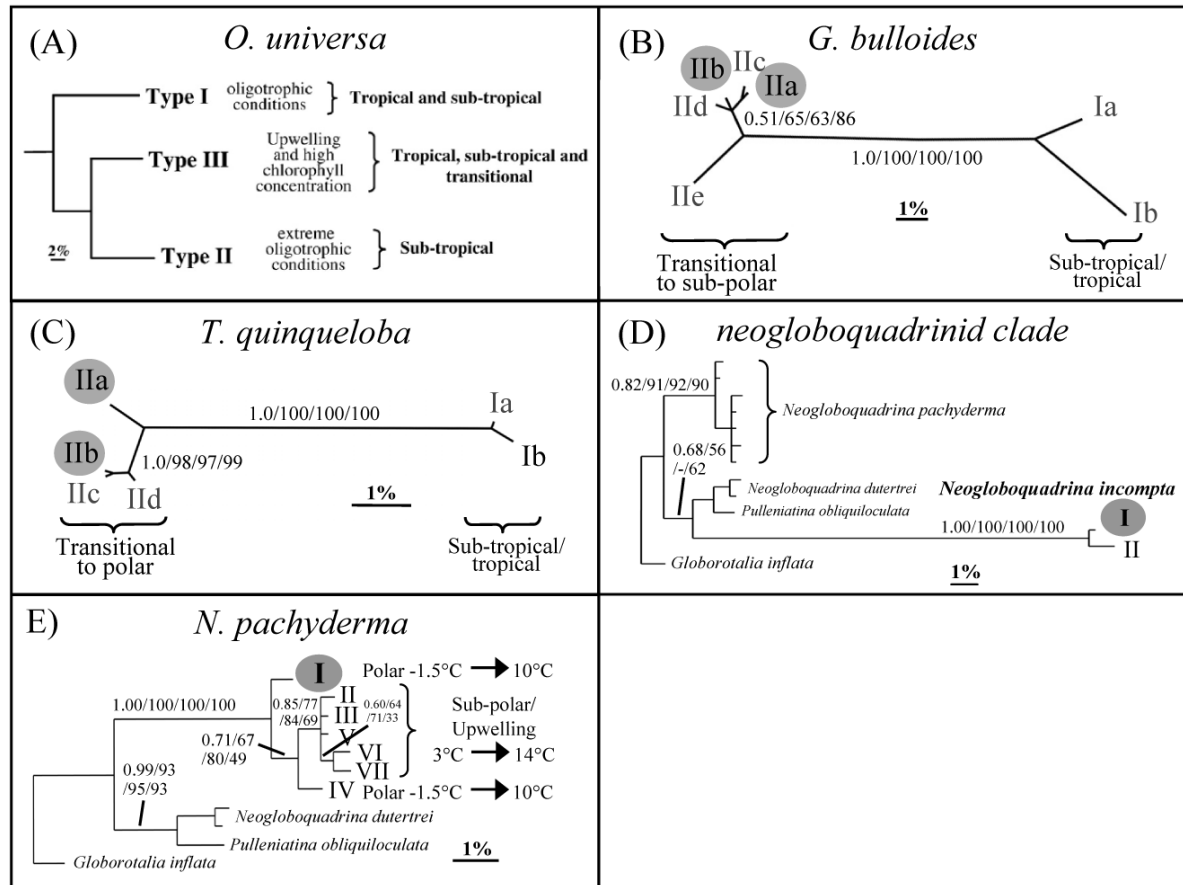 (A) O. universa
Type I oligotrophic conditions } Tropical and sub-tropical
Type III Upwelling and high chlorophyll concentration } Tropical, sub-tropical and transitional
2%
Type II extreme oligotrophic conditions } Sub-tropical
(B) G. bulloides
IIb IIc
IId IIa
0.51/65/63/86
Ia
1.0/100/100/100
IIe
1%
Ib
Transitional to sub-polar
Sub-tropical/ tropical
(C) T. quinqueloba
IIa
1.0/100/100/100
Ia
IIb
1.0/98/97/99
Ib
IIc IId
1%
Transitional to polar
Sub-tropical/ tropical
(D) neogloboquadrinid clade
0.82/91/92/90
Neogloboquadrina pachyderma
0.68/56
/-/62
Neogloboquadrina dutertrei
Neogloboquadrina incompta
Pulleniatina obliquiloculata
1.00/100/100/100
I
II
Globorotalia inflata
1%
E) N. pachyderma
I Polar -1.5°C 10°C
1.00/100/100/100
0.85/77
/84/69
II
0.60/64
/71/33
Sub-polar/
III
Upwelling
V
0.71/67
/80/49
VI
3°C 14°C
VII
IV Polar -1.5°C 10°C
0.99/93
/95/93
Neogloboquadrina dutertrei
Pulleniatina obliquiloculata
1%
Globorotalia inflata